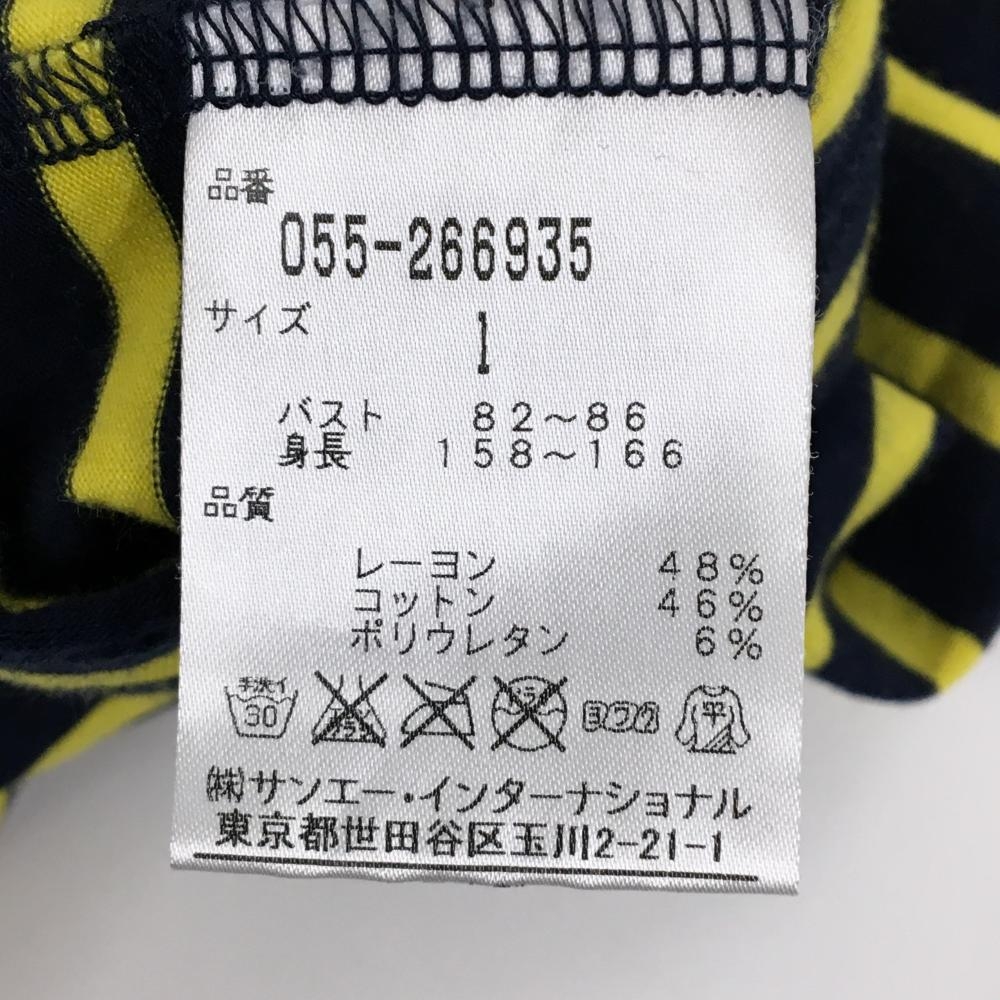 品番
055-266935
サイズ
1
バスト 82〜86
身長 158〜166
品質
レーヨン 48%
コットン 46%
ポリウレタン 6%
手洗イ 30 エンソサラシ ドライ ヨワク 平
㈱サンエー・インターナショナル
東京都世田谷区玉川2-21-1